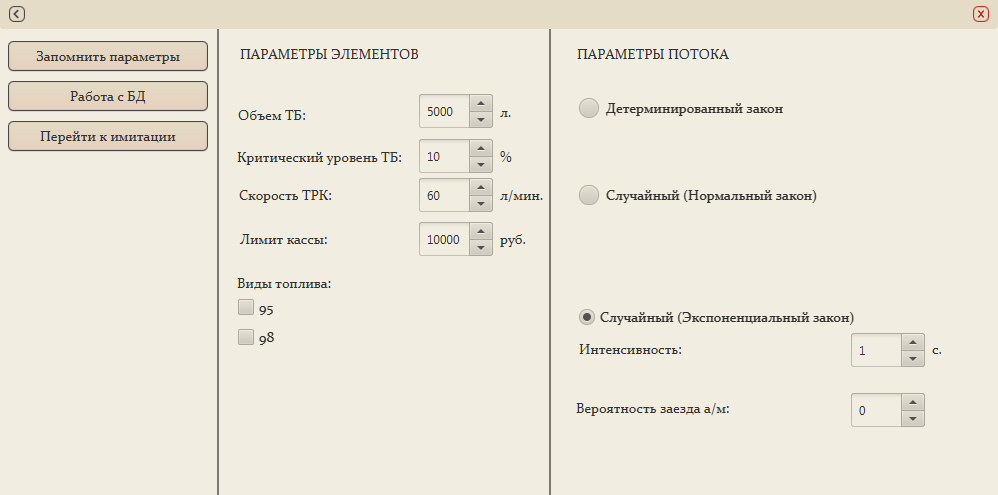 Запомнить параметры
Работа с БД
Перейти к имитации
ПАРАМЕТРЫ ЭЛЕМЕНТОВ
Объем ТБ: 5000 л.
Критический уровень ТБ: 10 %
Скорость ТРК: 60 л/мин.
Лимит кассы: 10000 руб.
Виды топлива:
95
98
ПАРАМЕТРЫ ПОТОКА
Детерминированный закон
Случайный (Нормальный закон)
Случайный (Экспоненциальный закон)
Интенсивность: 1 с.
Вероятность заезда а/м: 0